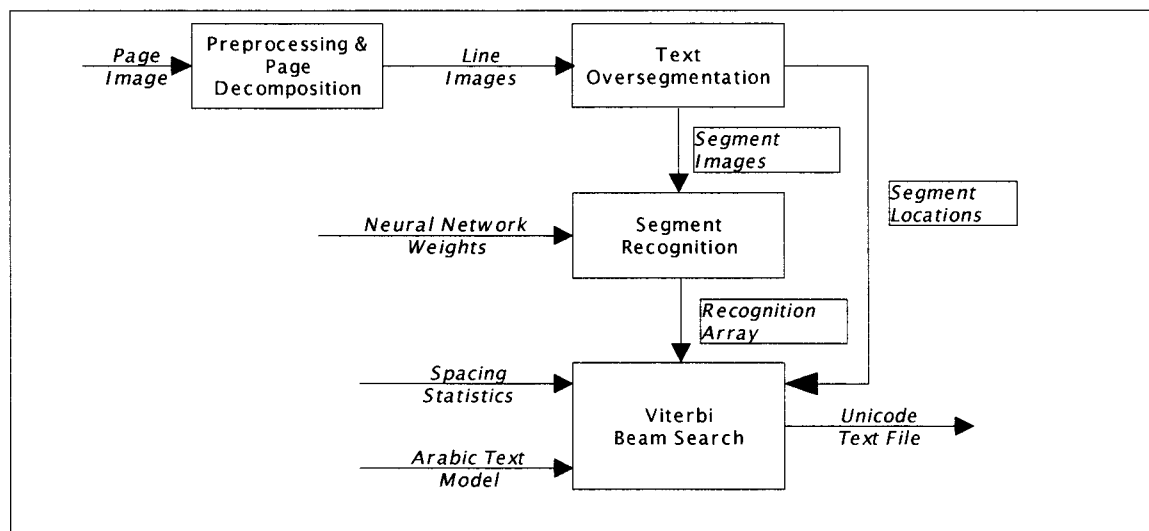 Page
Image
Preprocessing &
Page
Decomposition
Line
Images
Text
Oversegmentation
Segment
Images
Segment
Locations
Neural Network
Weights
Segment
Recognition
Recognition
Array
Spacing
Statistics
Viterbi
Beam Search
Unicode
Text File
Arabic Text
Model